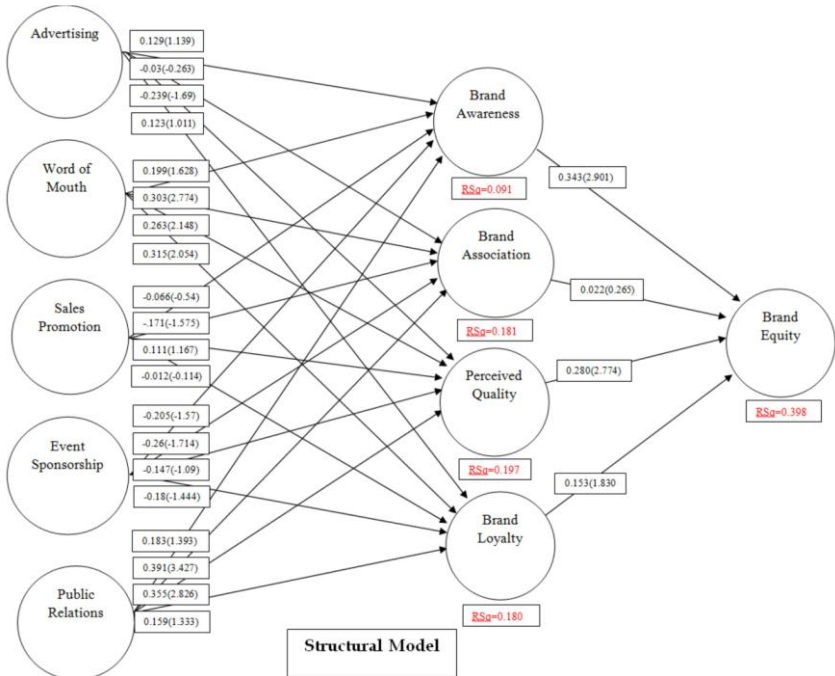 Advertising
0.129(1.139)
-0.03(-0.263)
-0.239(-1.69)
0.123(1.011)
Word of
Mouth
0.199(1.628)
0.303(2.774)
0.263(2.148)
0.315(2.054)
Sales
Promotion
-0.066(-0.54)
-.171(-1.575)
0.111(1.167)
-0.012(-0.114)
Event
Sponsorship
-0.205(-1.57)
-0.26(-1.714)
-0.147(-1.09)
-0.18(-1.444)
Public
Relations
0.183(1.393)
0.391(3.427)
0.355(2.826)
0.159(1.333)
Brand
Awareness
RSq=0.091
Brand
Association
RSq=0.181
Perceived
Quality
RSq=0.197
Brand
Loyalty
RSq=0.180
0.343(2.901)
0.022(0.265)
0.280(2.774)
0.153(1.830
Brand
Equity
RSq=0.398
Structural Model